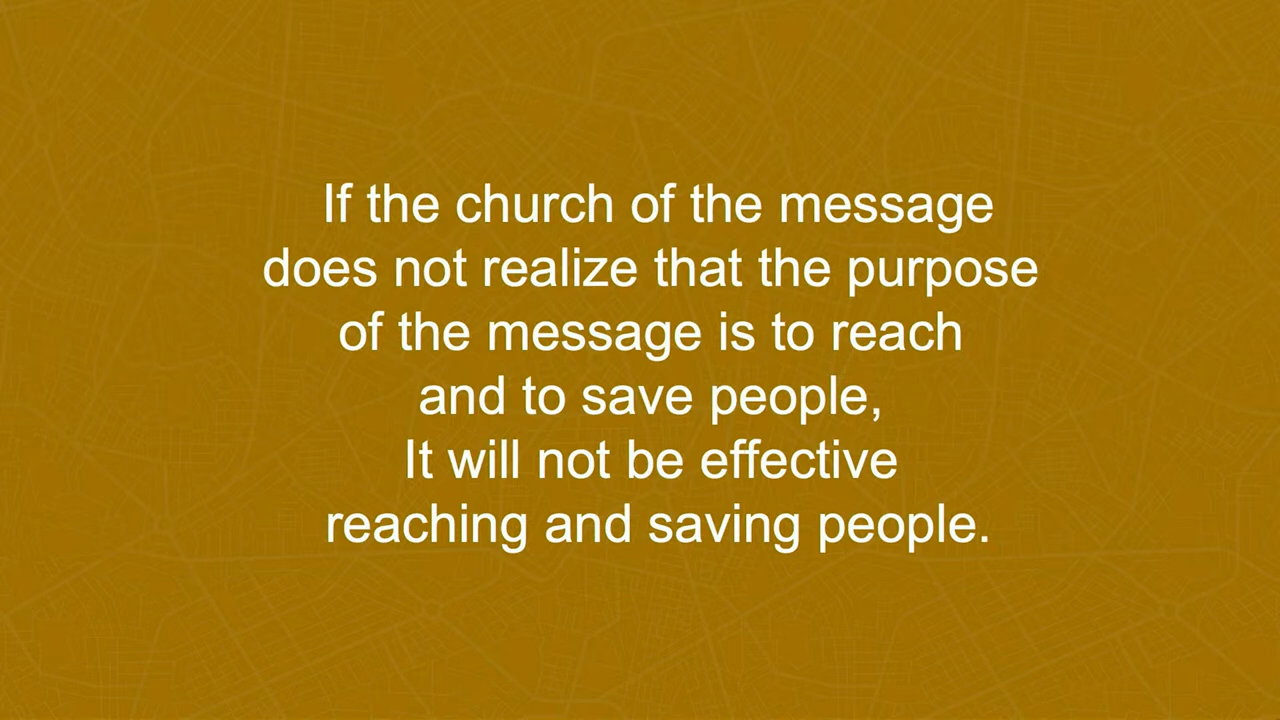 If the church of the message
does not realize that the purpose
of the message is to reach
and to save people,
It will not be effective
reaching and saving people.